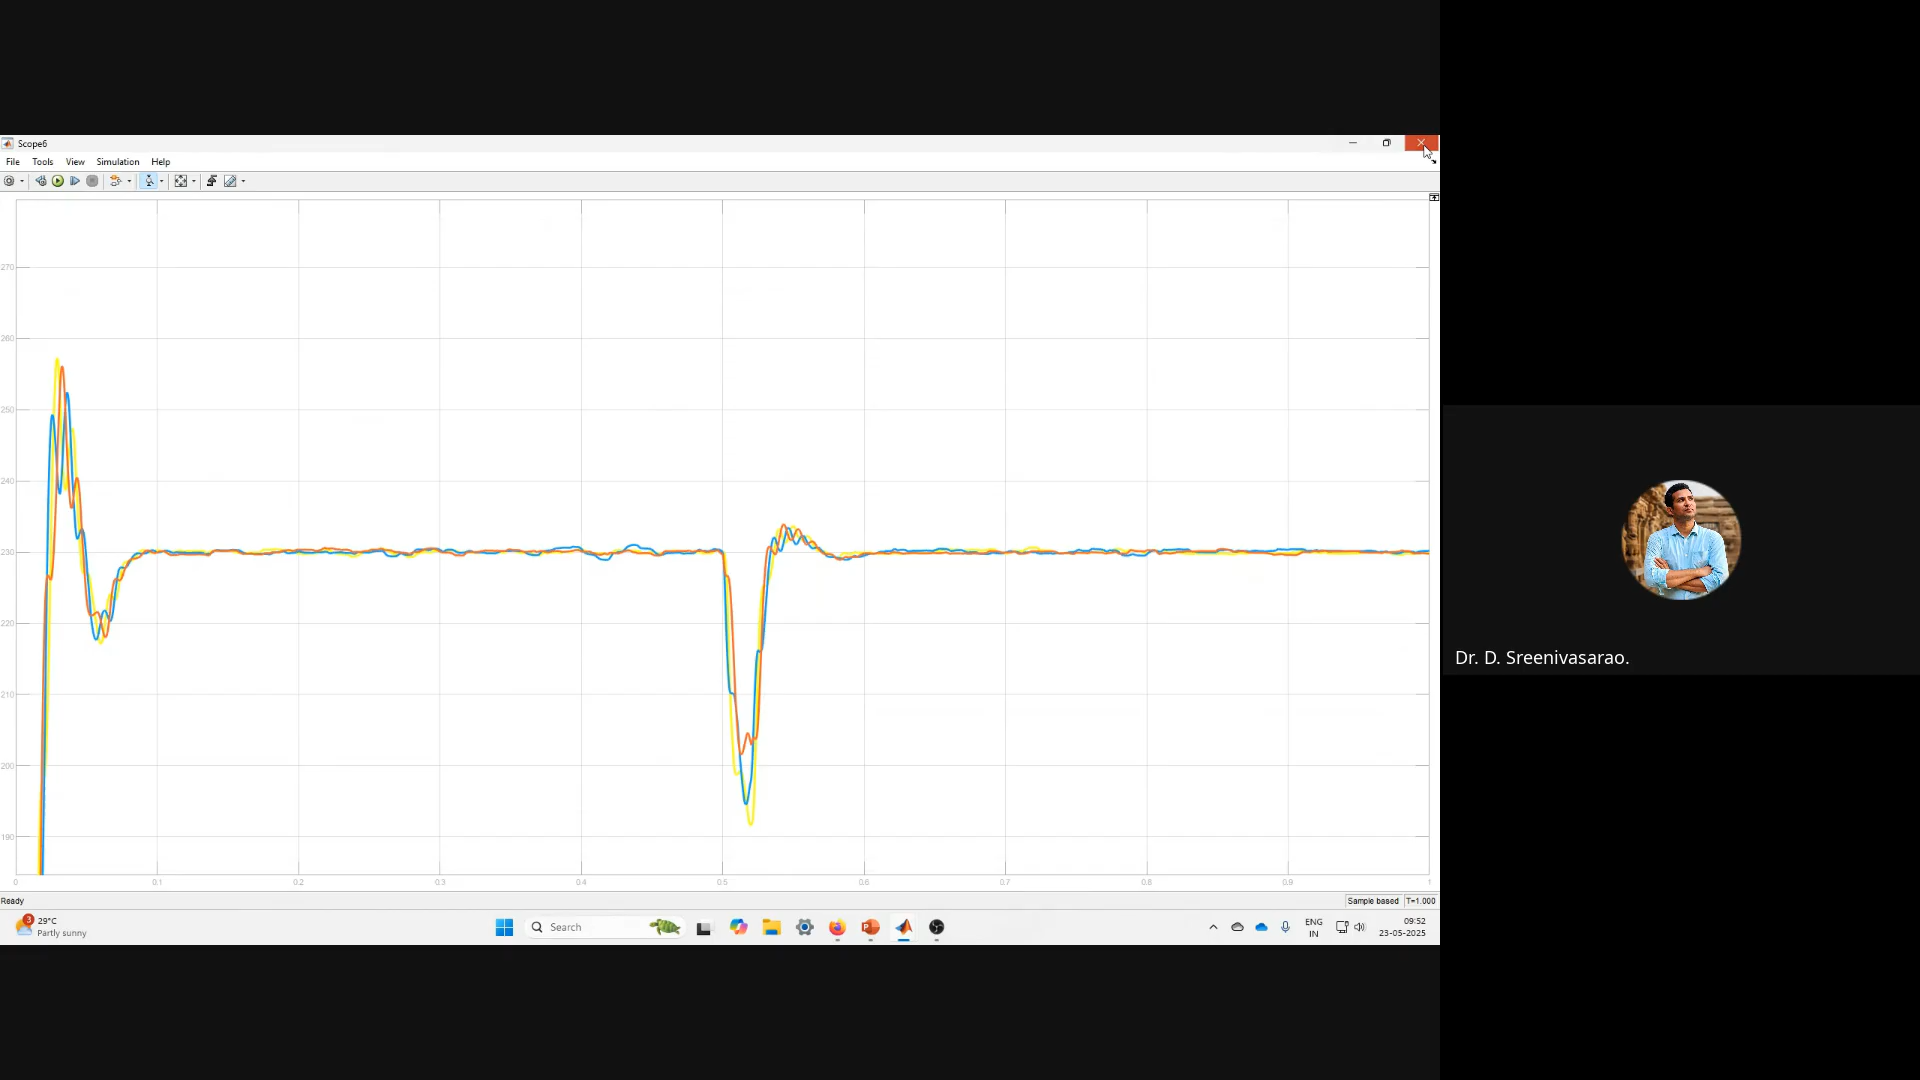 Scope6
File Tools View Simulation Help
270
260
250
240
230
220
210
200
190
0 0.1 0.2 0.3 0.4 0.5 0.6 0.7 0.8 0.9 1
Ready
Sample based T=1.000
3
29°C
Partly sunny
Search
ENG
IN
09:52
23-05-2025
Dr. D. Sreenivasarao.